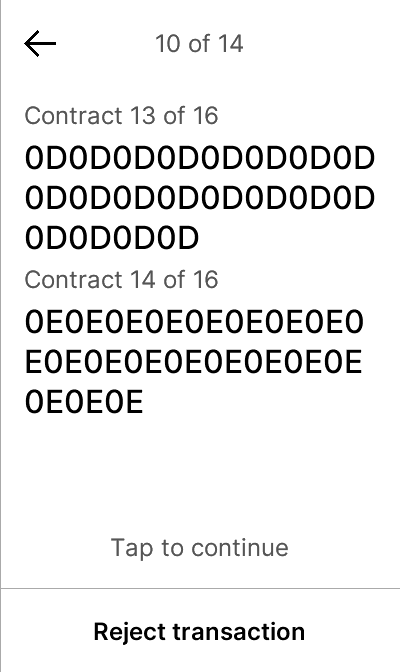 10 of 14
Contract 13 of 16
0D0D0D0D0D0D0D0D
0D0D0D0D0D0D0D0D
0D0D0D0D
Contract 14 of 16
0E0E0E0E0E0E0E0E0
E0E0E0E0E0E0E0E0E
0E0E0E
Tap to continue
Reject transaction